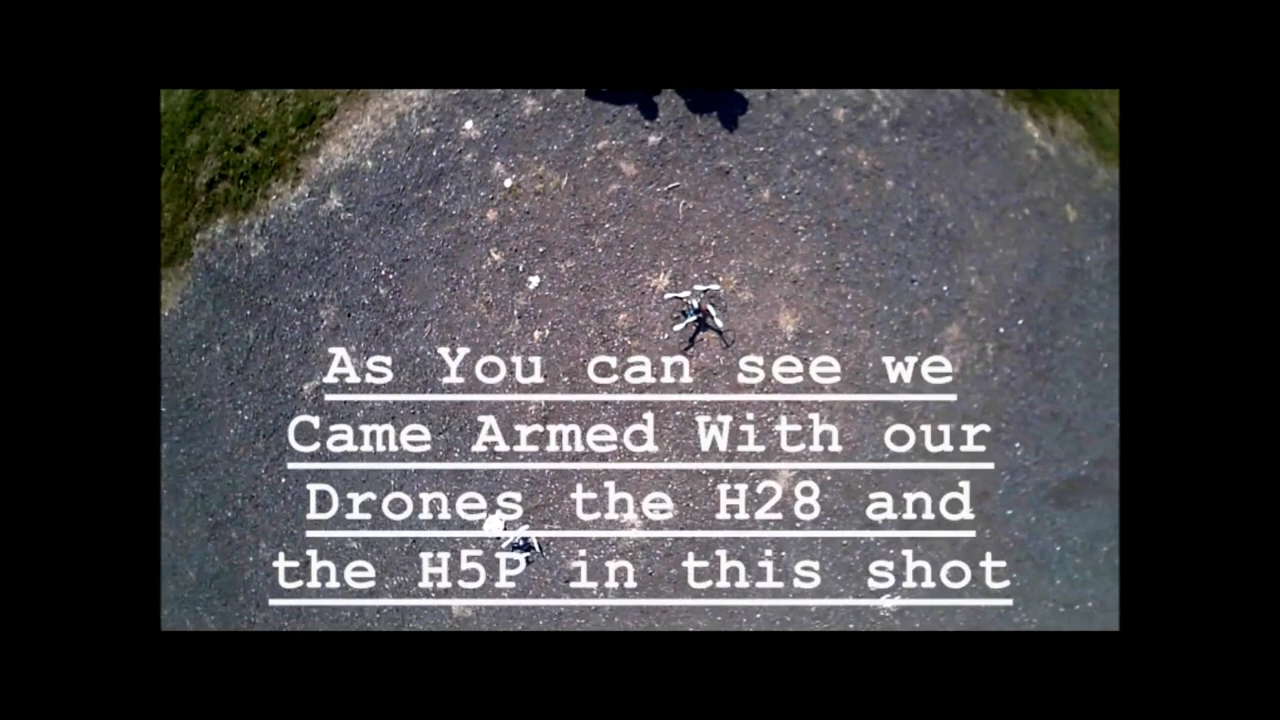 As You can see we
Came Armed With our
Drones the H28 and
the H5P in this shot